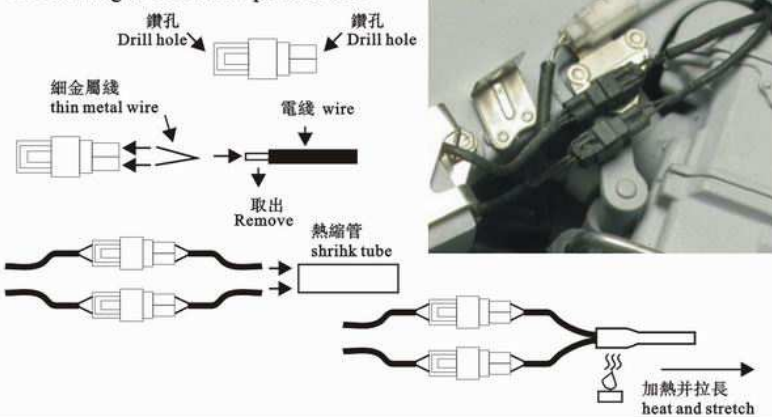 鑽孔
Drill hole
鑽孔
Drill hole
細金屬綫
thin metal wire
電綫 wire
取出
Remove
熱縮管
shrihk tube
加熱并拉長
heat and stretch